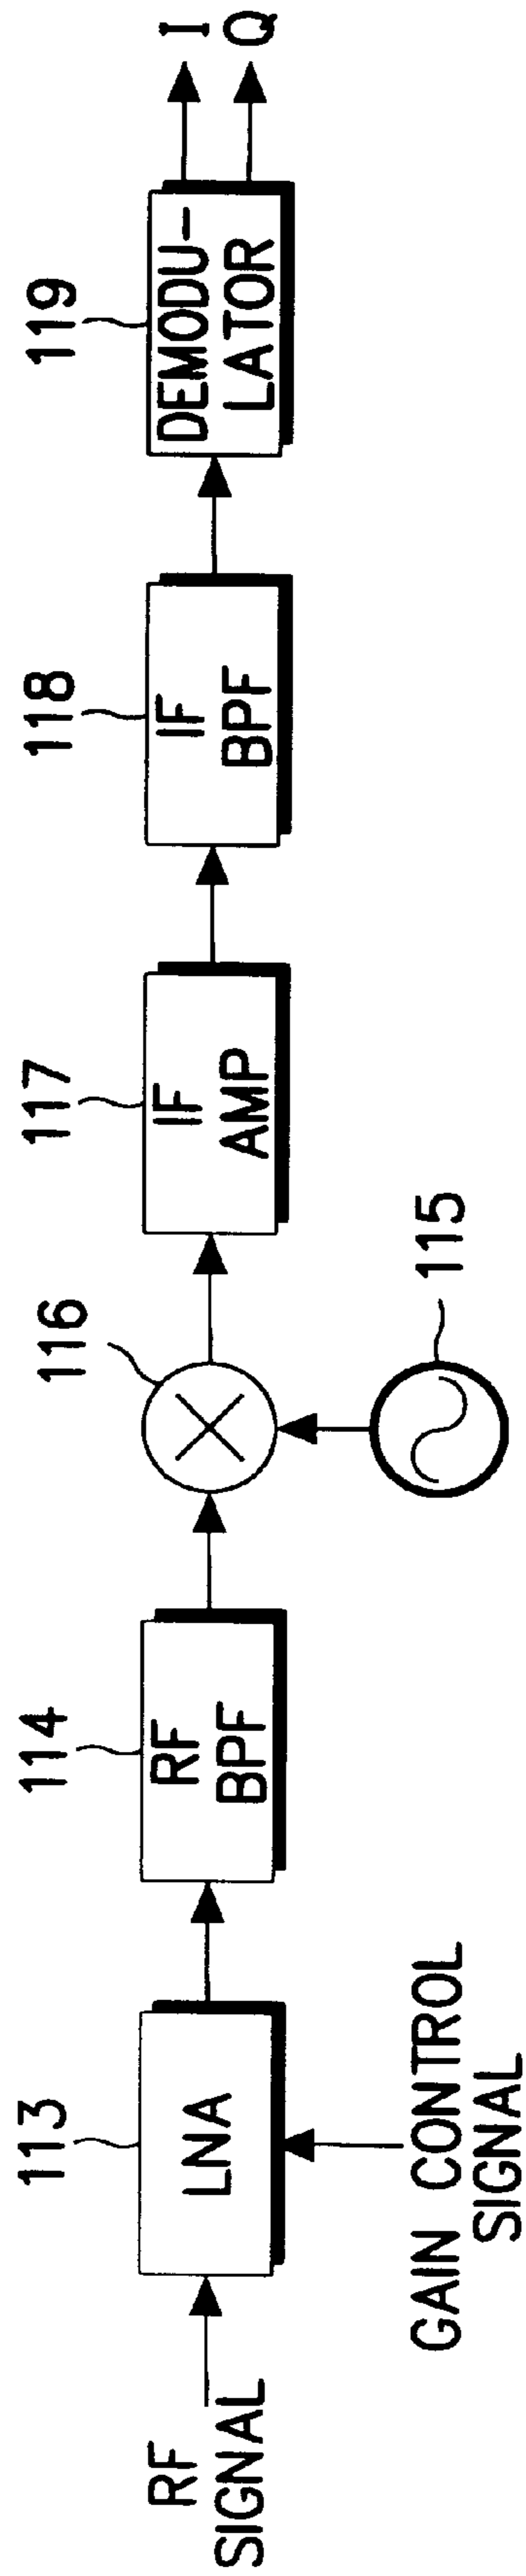 RF
SIGNAL
113
LNA
GAIN CONTROL
SIGNAL
114
RF
BPF
116
115
117
IF
AMP
118
IF
BPF
119
DEMODU-
LATOR
I
Q